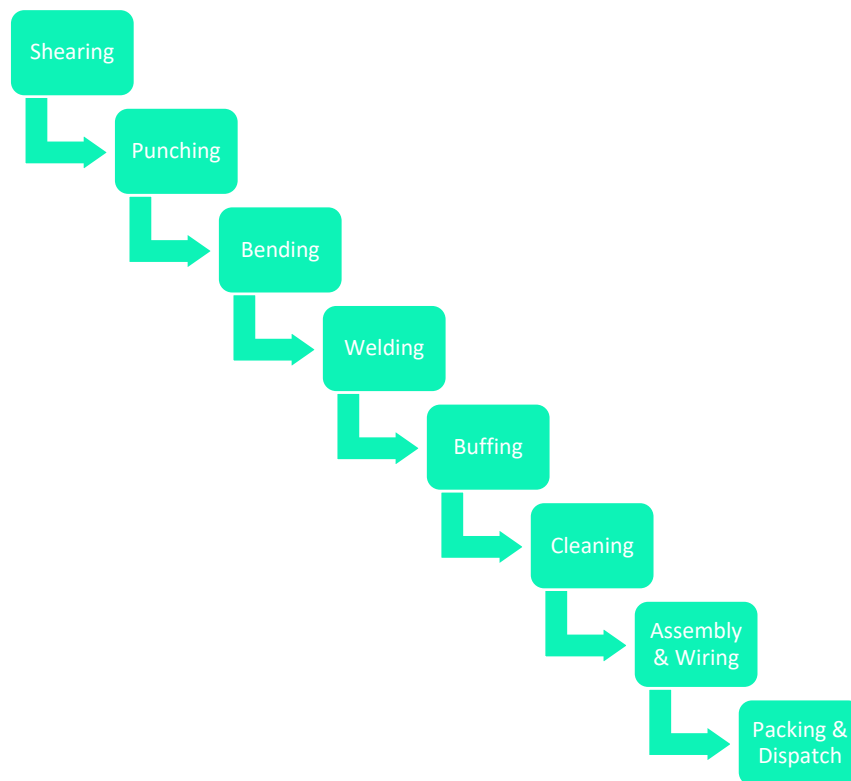 Shearing
Punching
Bending
Welding
Buffing
Cleaning
Assembly
& Wiring
Packing &
Dispatch